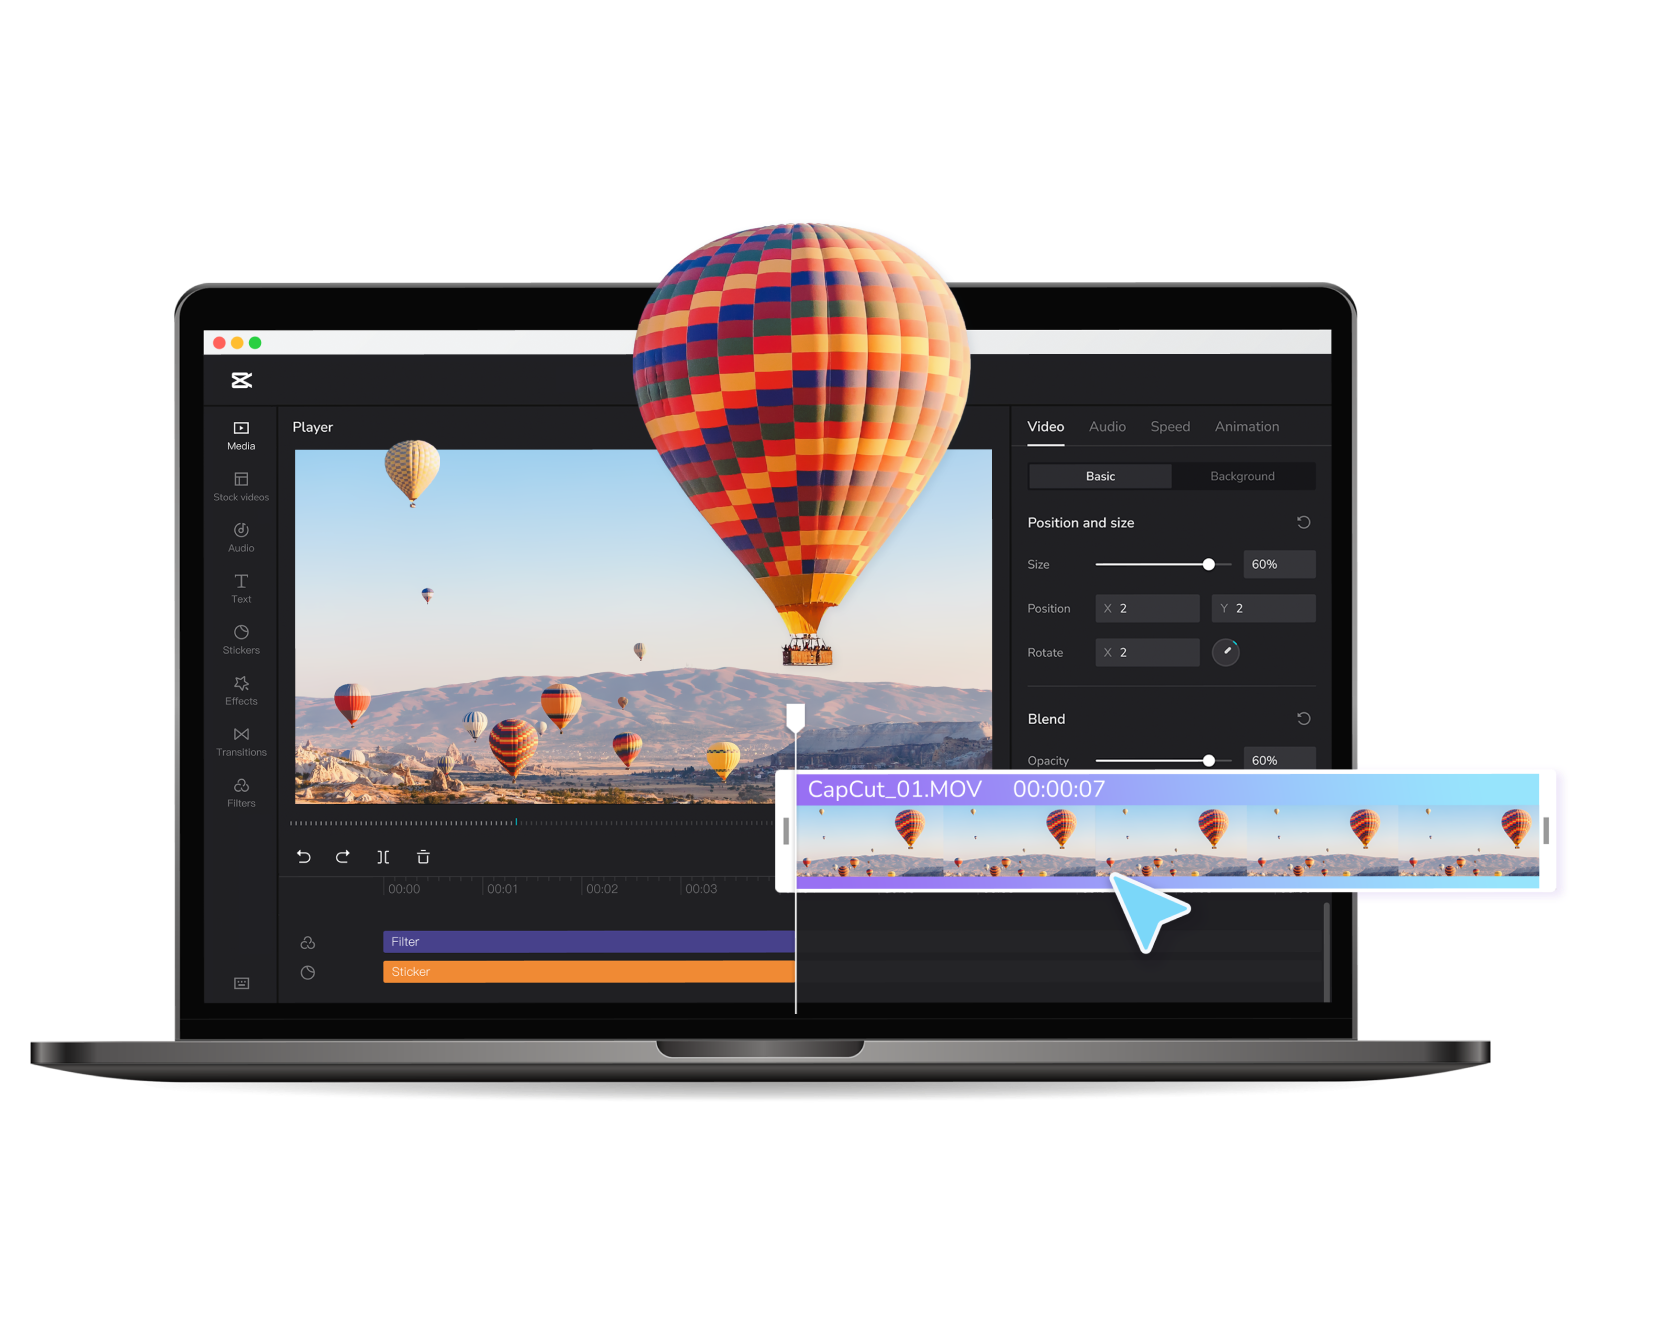 Player
Video Audio Speed Animation
Media
Basic Background
Stock videos
Position and size
Audio
Size 60%
Text
Position X 2 Y 2
Stickers
Rotate X 2
Effects
Blend
Transitions
Opacity 60%
Filters
CapCut_01.MOV 00:00:07
00:00 00:01 00:02 00:03
Filter
Sticker